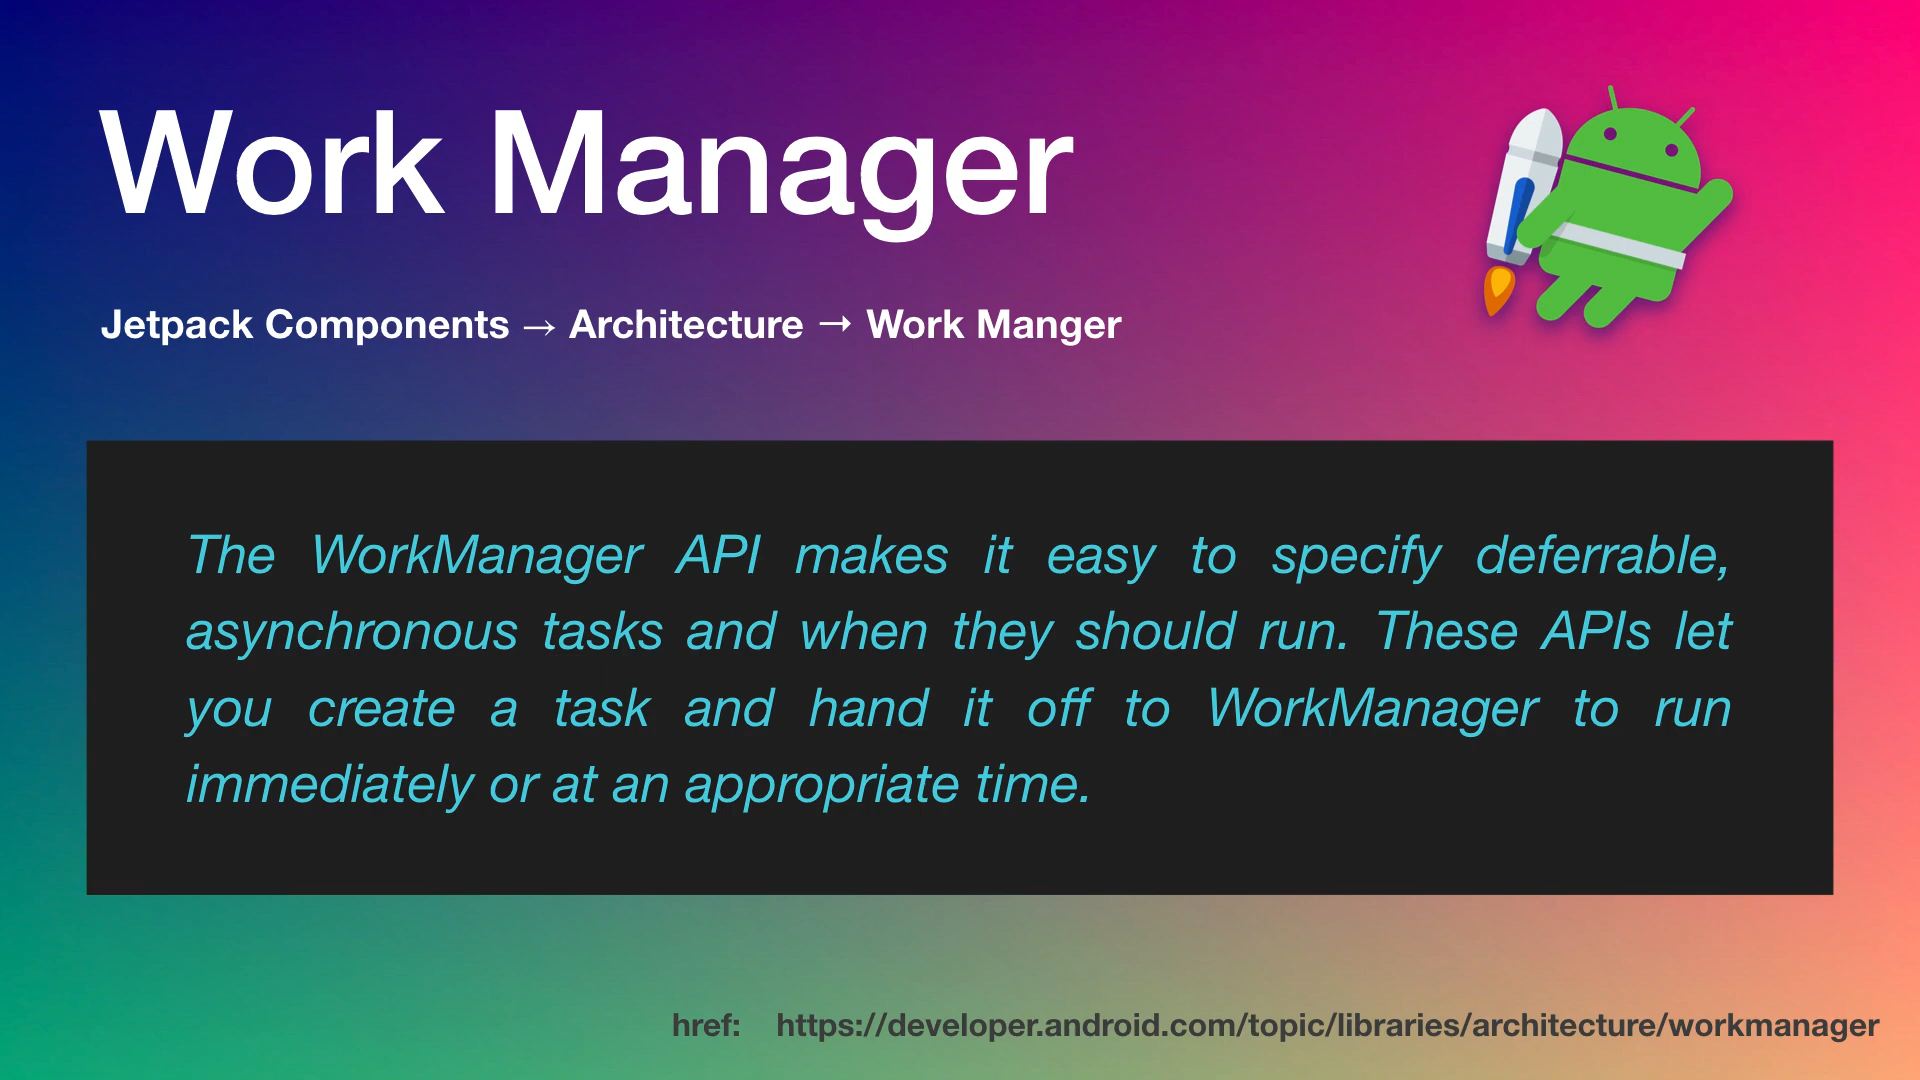 Work Manager
Jetpack Components → Architecture → Work Manger
The WorkManager API makes it easy to specify deferrable,
asynchronous tasks and when they should run. These APIs let
you create a task and hand it off to WorkManager to run
immediately or at an appropriate time.
href: https://developer.android.com/topic/libraries/architecture/workmanager